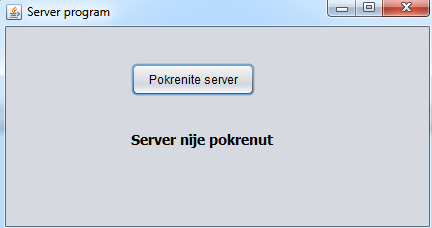 Server program
Pokrenite server
Server nije pokrenut